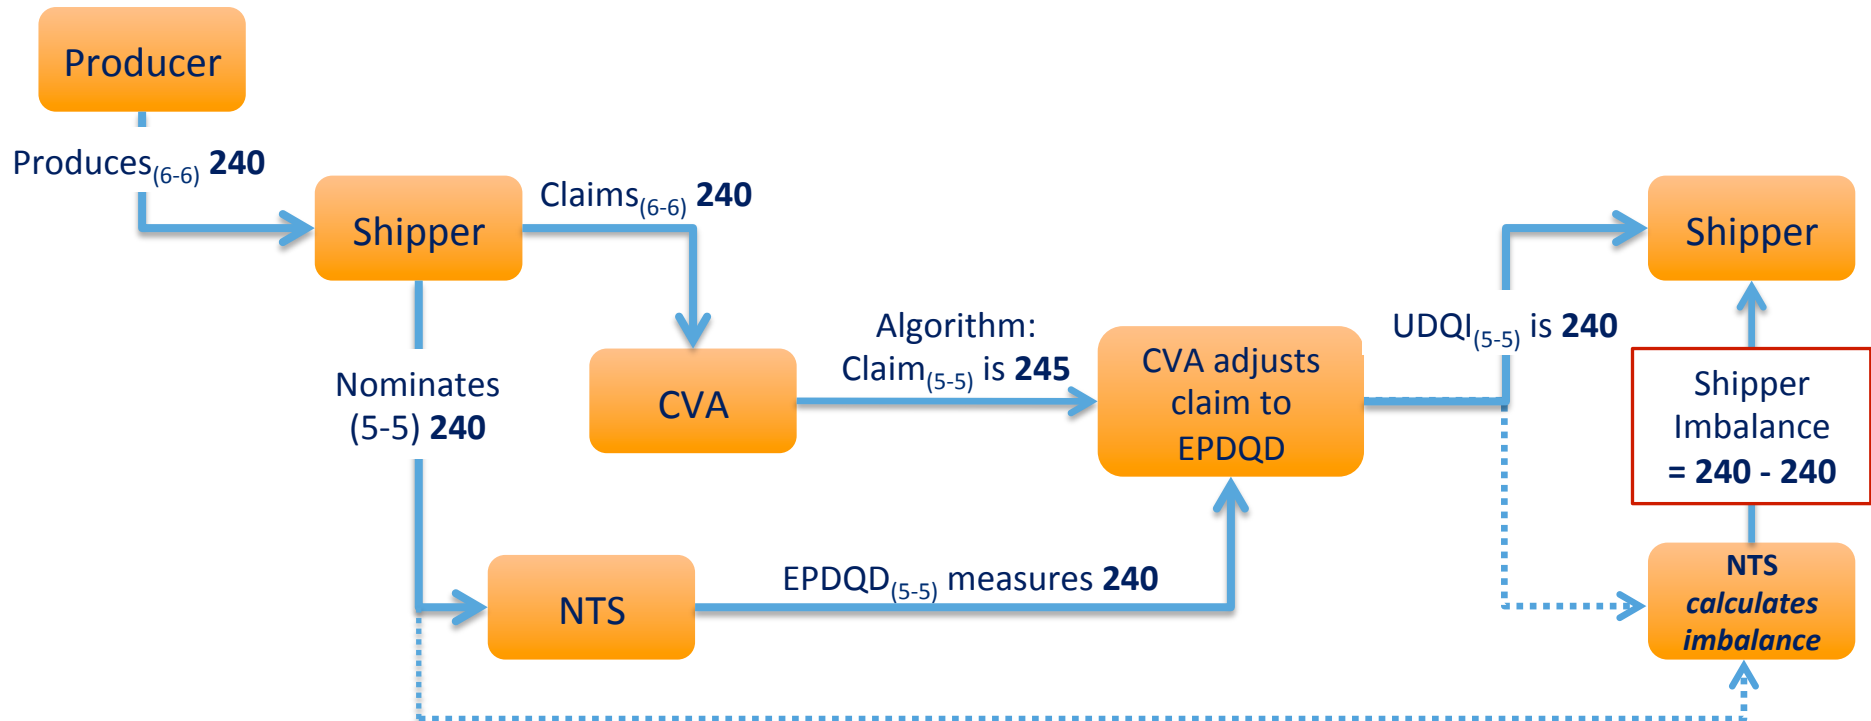 Producer
Produces(6-6) 240
Shipper
Claims(6-6) 240
Nominates
(5-5) 240
CVA
Algorithm:
Claim(5-5) is 245
CVA adjusts
claim to
EPDQD
NTS
EPDQD(5-5) measures 240
UDQI(5-5) is 240
Shipper
Shipper
Imbalance
= 240 - 240
NTS
calculates
imbalance